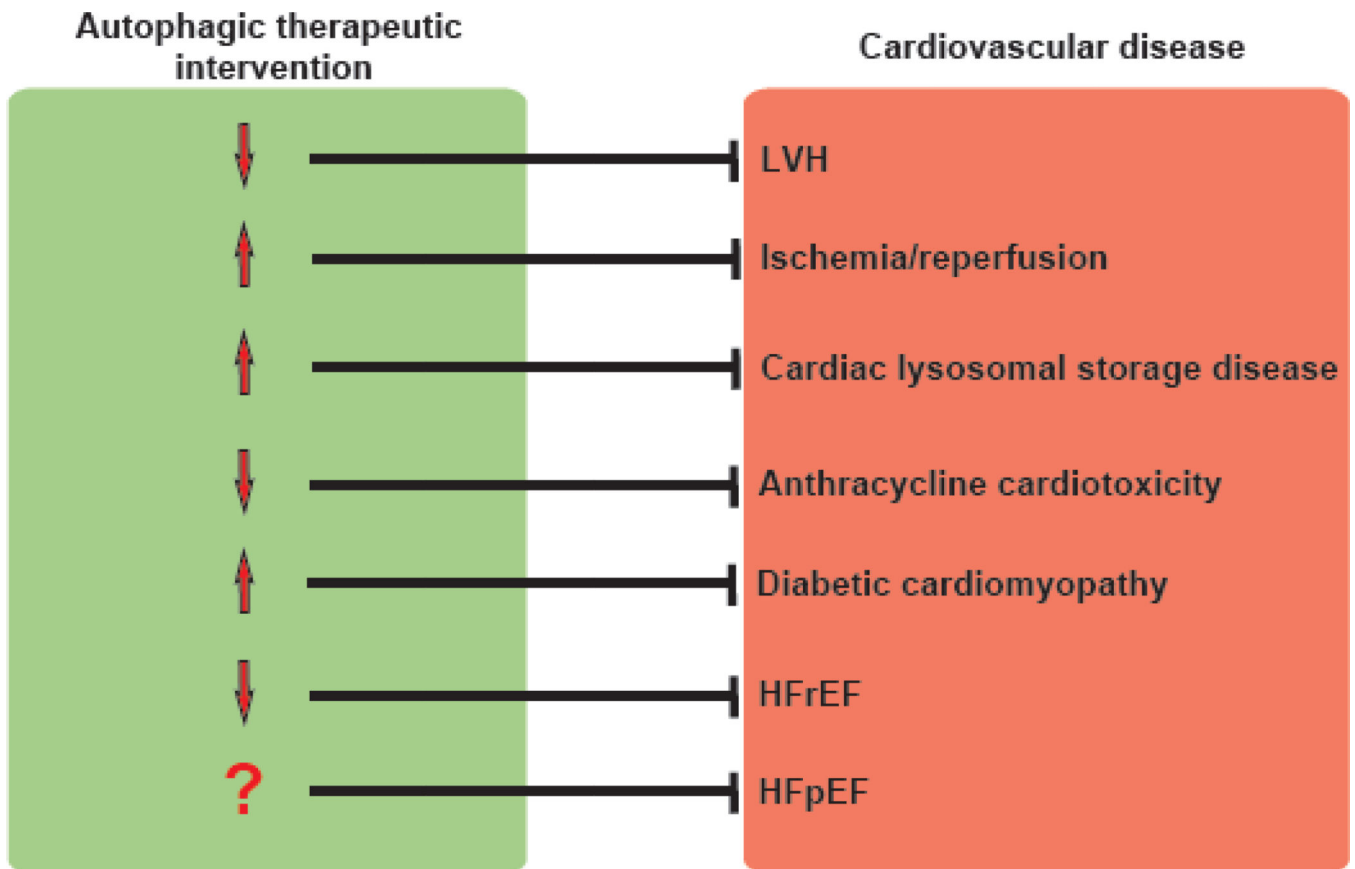 Autophagic therapeutic
intervention
Cardiovascular disease
LVH
Ischemia/reperfusion
Cardiac lysosomal storage disease
Anthracycline cardiotoxicity
Diabetic cardiomyopathy
HFrEF
?
HFpEF